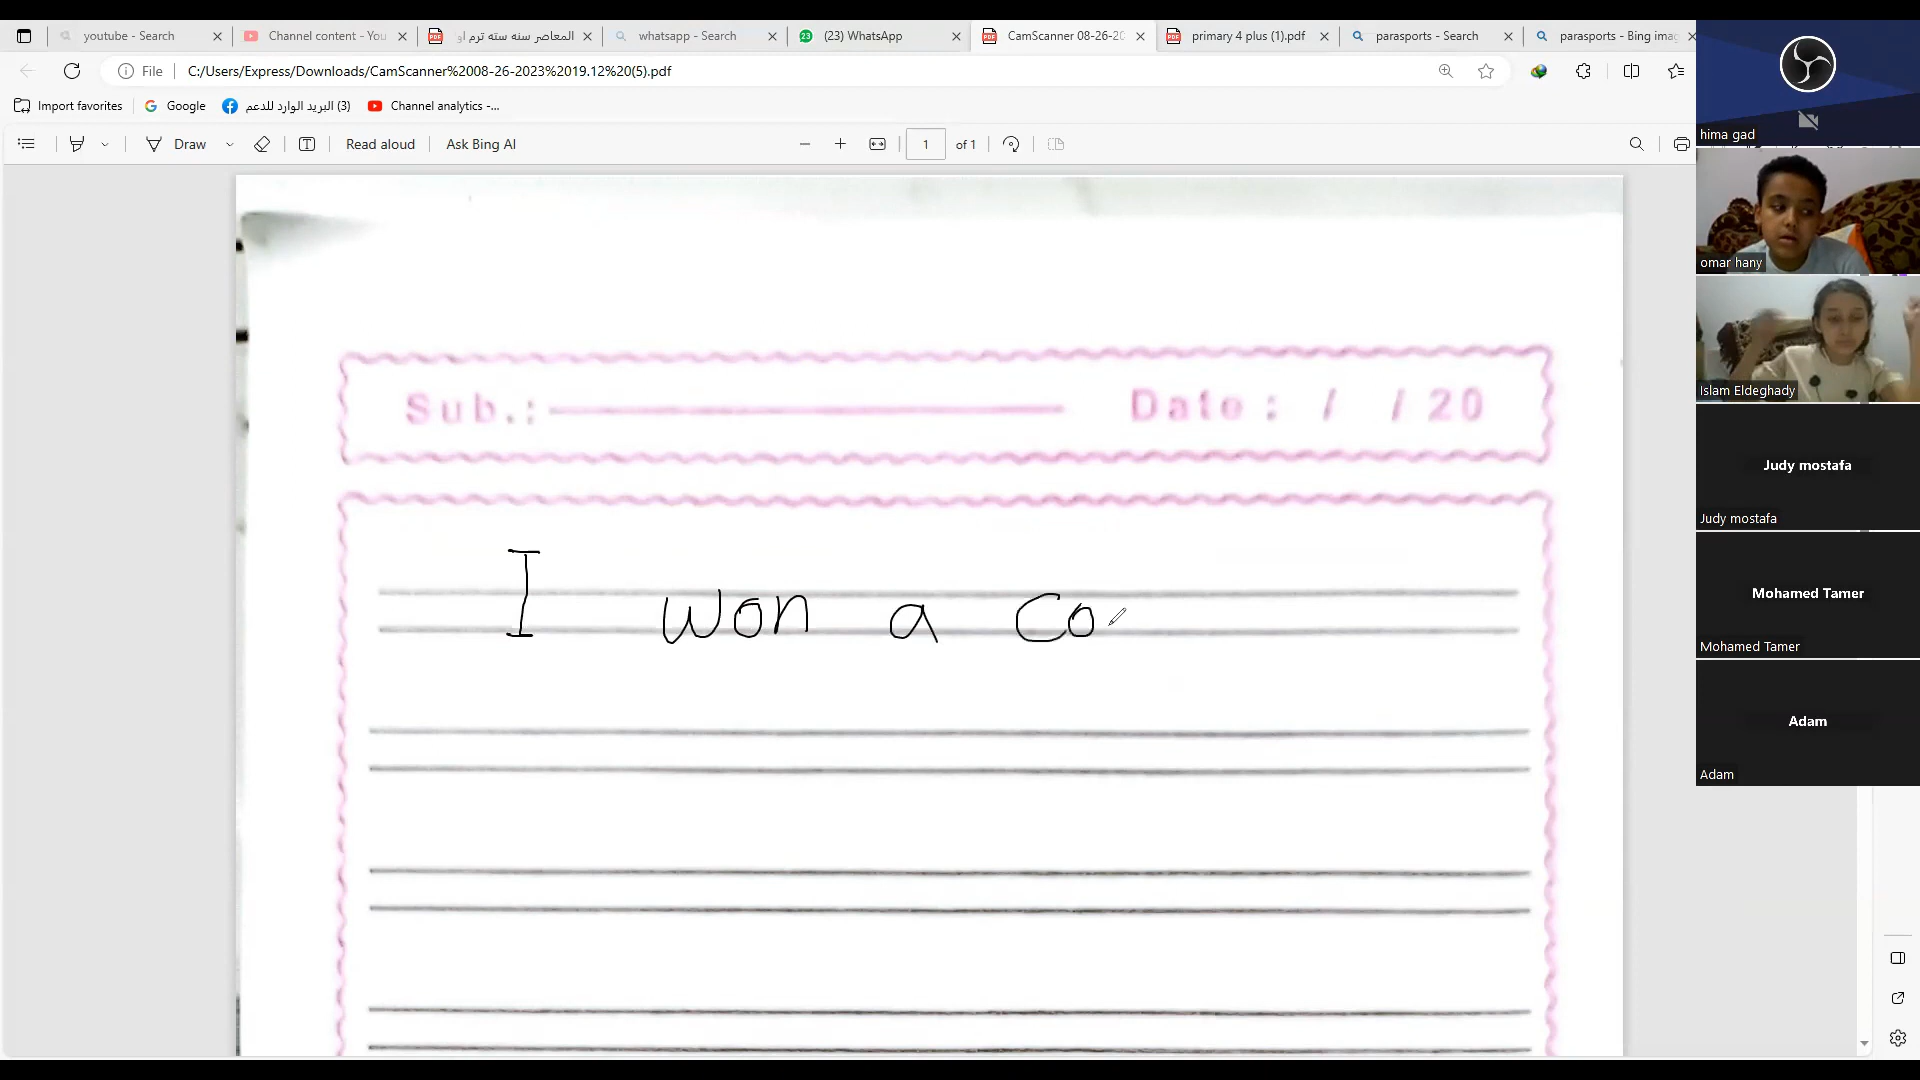 youtube - Search
Channel content - You
المعاصر سنه سته ترم او
whatsapp - Search
(23) WhatsApp
CamScanner 08-26-20
primary 4 plus (1).pdf
parasports - Search
parasports - Bing imag
File
C:/Users/Express/Downloads/CamScanner%2008-26-2023%2019.12%20(5).pdf
Import favorites
Google
(3) البريد الوارد للدعم
Channel analytics -...
Draw
Read aloud
Ask Bing AI
1 of 1
hima gad
omar hany
Islam Eldeghady
Judy mostafa
Judy mostafa
Mohamed Tamer
Mohamed Tamer
Adam
Adam
Sub.:
Date: / / 20
I won a Co